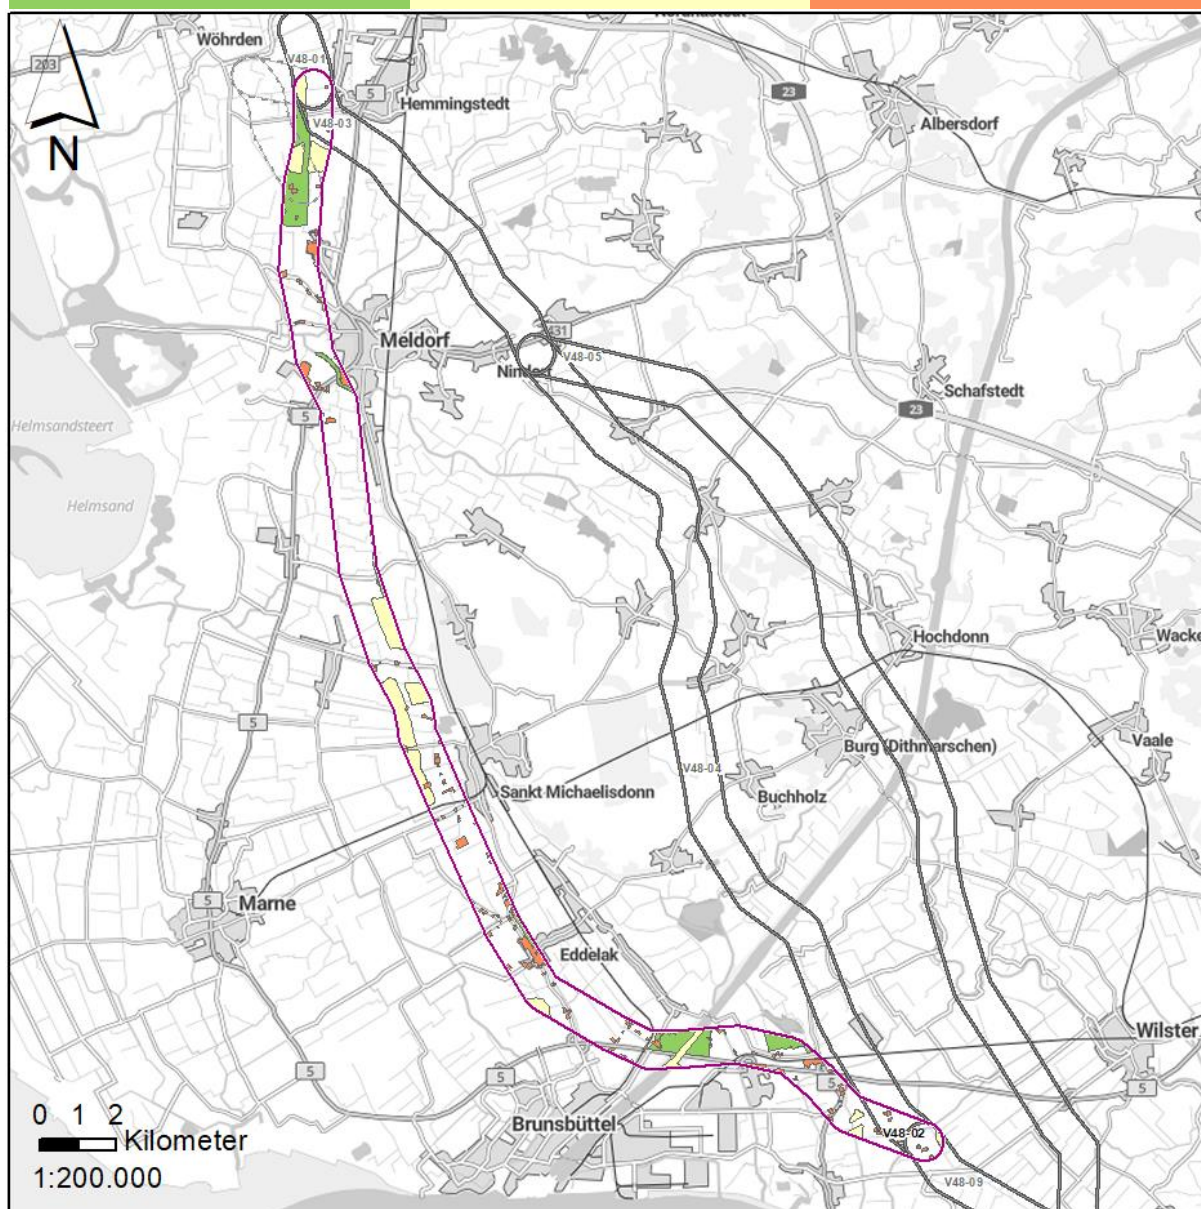 Wöhrden
203
V48-01
5
Hemmingstedt
23
Albersdorf
V48-03
N
Meldorf
431
V48-05
Schafstedt
23
5
Helmsandsteert
Helmsand
Hochdonn
Wacke
5
Burg (Dithmarschen)
Vaale
V48-04
Sankt Michaelisdonn
Buchholz
5
Marne
Eddelak
Wilster
5
5
5
5
Brunsbüttel
V48-02
V48-09
0 1 2
Kilometer
1:200.000